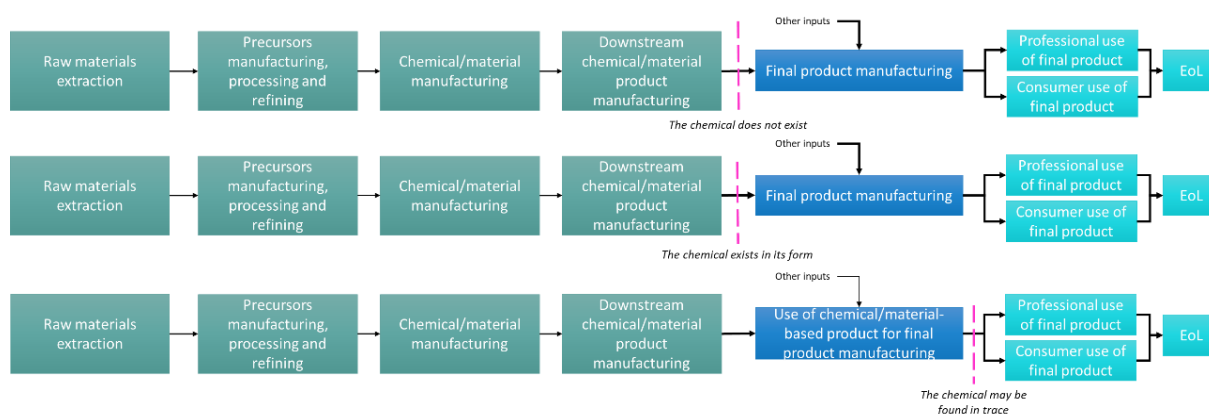 Other inputs
Raw materials
extraction
Precursors
manufacturing,
processing and
refining
Chemical/material
manufacturing
Downstream
chemical/material
product
manufacturing
Final product manufacturing
Professional use
of final product
Consumer use of
final product
EoL
The chemical does not exist
Other inputs
Raw materials
extraction
Precursors
manufacturing,
processing and
refining
Chemical/material
manufacturing
Downstream
chemical/material
product
manufacturing
Final product manufacturing
Professional use
of final product
Consumer use of
final product
EoL
The chemical exists in its form
Other inputs
Raw materials
extraction
Precursors
manufacturing,
processing and
refining
Chemical/material
manufacturing
Downstream
chemical/material
product
manufacturing
Use of chemical/material-
based product for final
product manufacturing
Professional use
of final product
Consumer use of
final product
EoL
The chemical may be
found in trace